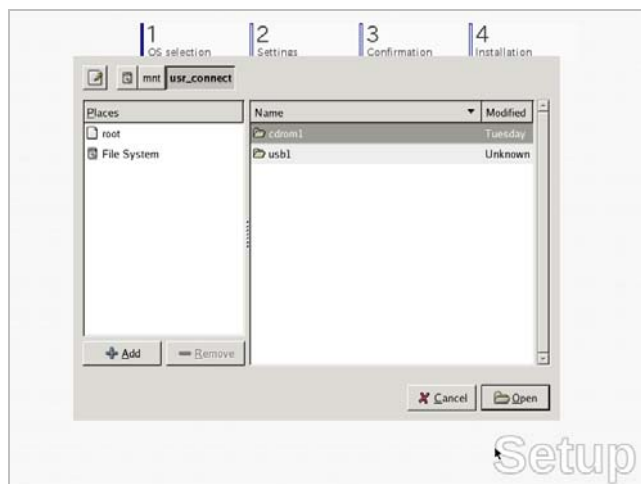 1 2 3 4
OS selection Settings Confirmation Installation
mnt usr_connect
Places Name Modified
root cdrom1 Tuesday
File System usb1 Unknown
Add Remove
Cancel Open
Setup